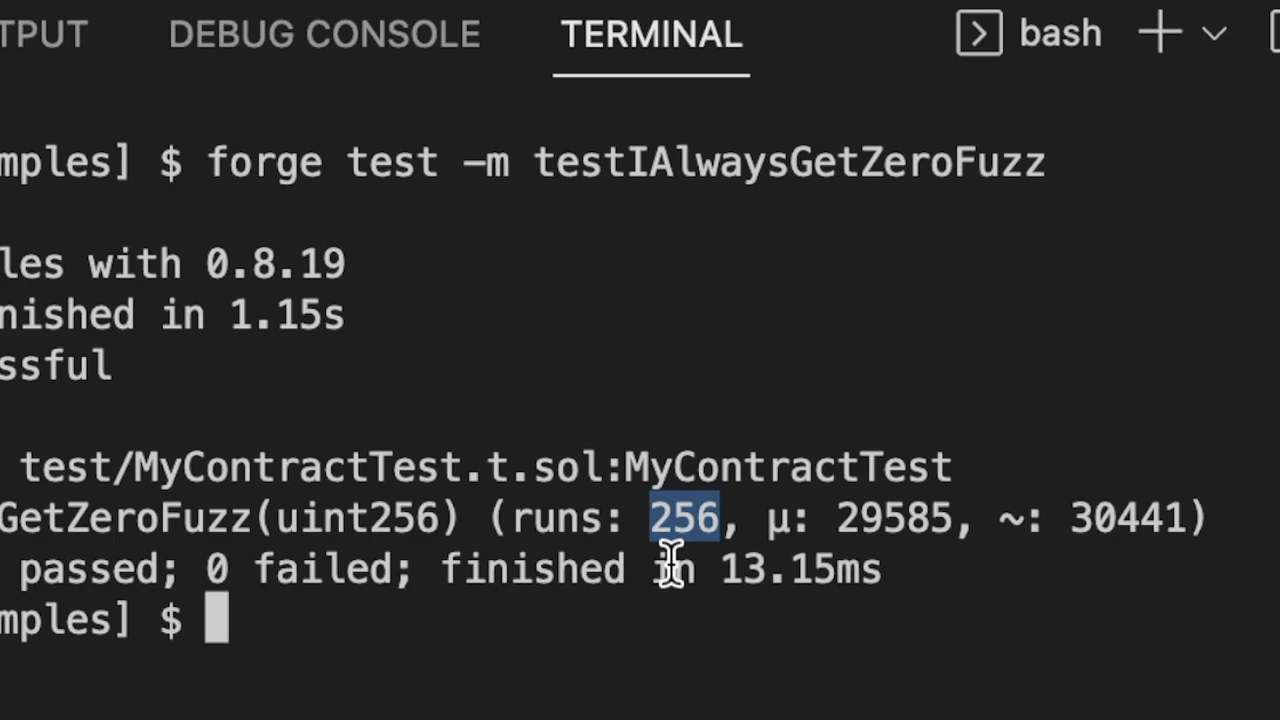 TPUT DEBUG CONSOLE TERMINAL bash
mples] $ forge test -m testIAlwaysGetZeroFuzz
les with 0.8.19
nished in 1.15s
ssful
test/MyContractTest.t.sol:MyContractTest
GetZeroFuzz(uint256) (runs: 256, μ: 29585, ~: 30441)
passed; 0 failed; finished in 13.15ms
mples] $